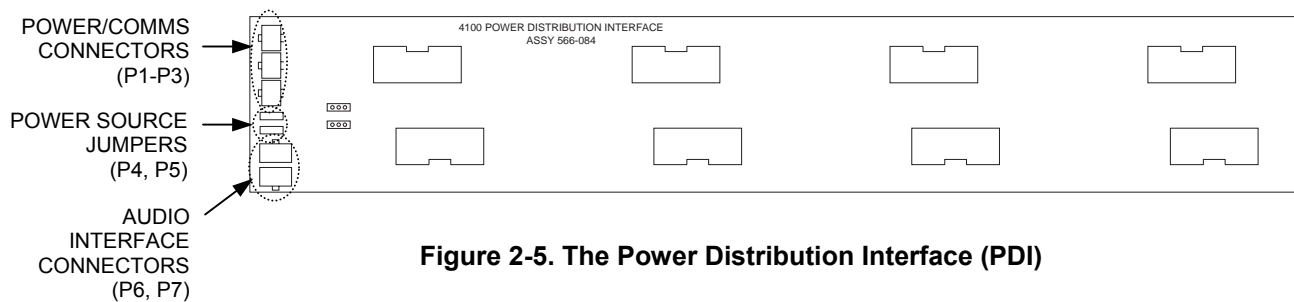 POWER/COMMS
CONNECTORS
(P1-P3)
4100 POWER DISTRIBUTION INTERFACE
ASSY 566-084
POWER SOURCE
JUMPERS
(P4, P5)
AUDIO
INTERFACE
CONNECTORS
(P6, P7)
Figure 2-5. The Power Distribution Interface (PDI)